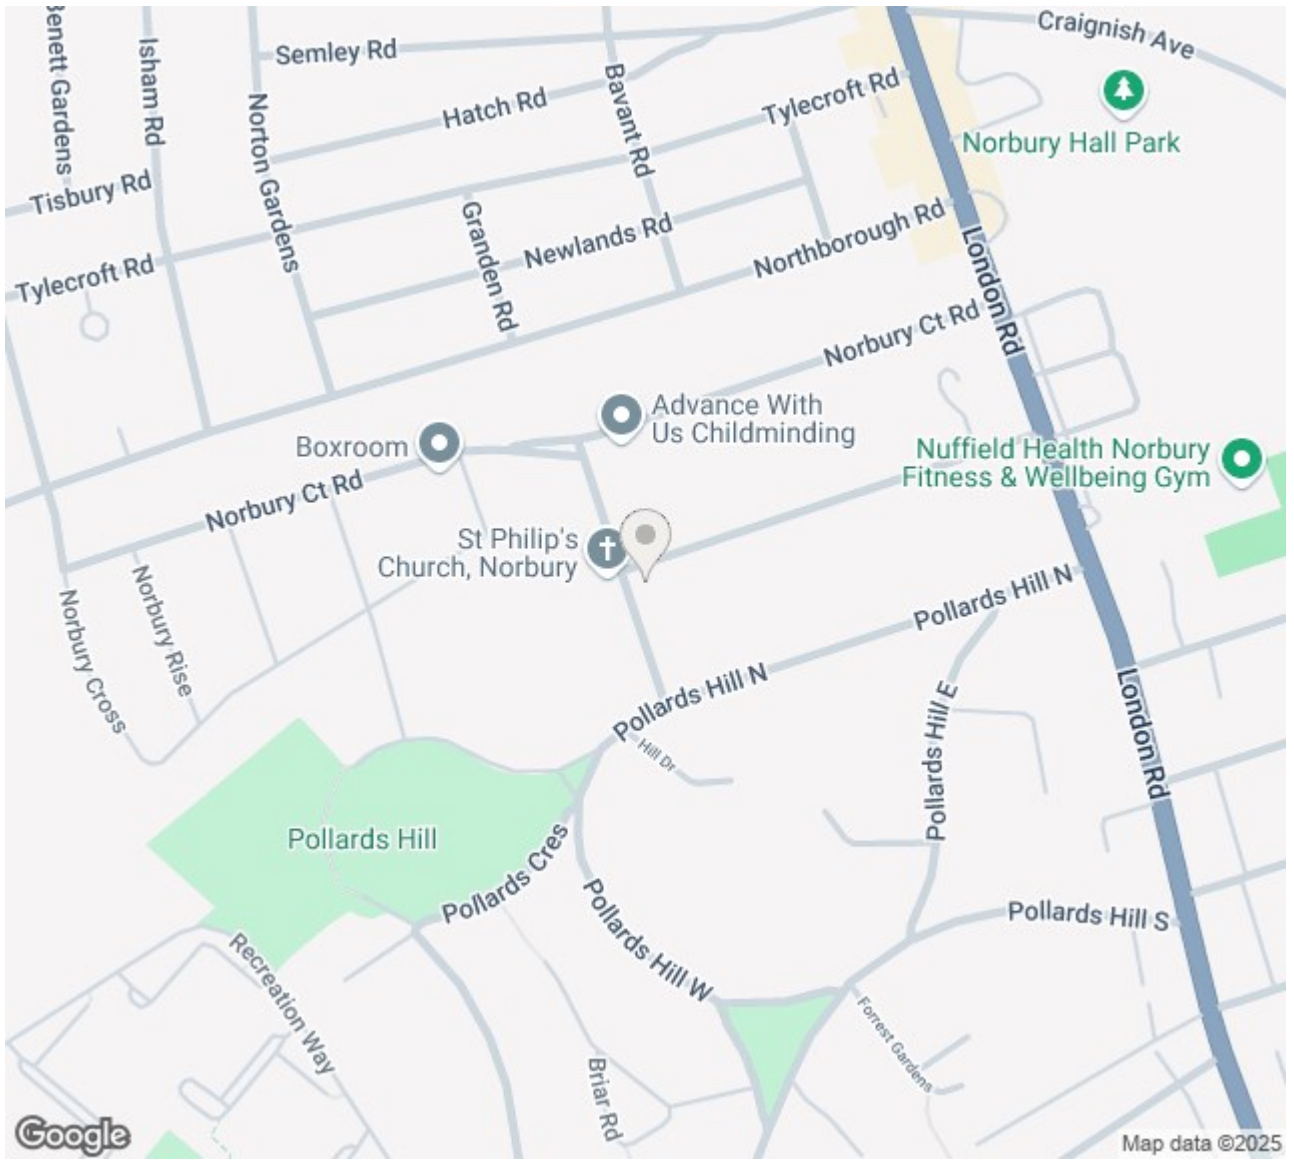 Benett Gardens
Isham Rd
Semley Rd
Craignish Ave
Norton Gardens
Hatch Rd
Bavant Rd
Tylecroft Rd
Norbury Hall Park
Tisbury Rd
Granden Rd
Newlands Rd
Northborough Rd
Tylecroft Rd
London Rd
Norbury Ct Rd
Advance With
Us Childminding
Boxroom
Nuffield Health Norbury
Fitness & Wellbeing Gym
Norbury Ct Rd
St Philip's
Church, Norbury
Norbury Cross
Norbury Rise
Pollards Hill N
Pollards Hill N
Hill Dr
Pollards Hill E
London Rd
Pollards Hill
Pollards Cres
Pollards Hill W
Pollards Hill S
Recreation Way
Forrest Gardens
Briar Rd
Google
Map data ©2025